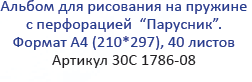 Альбом для рисования на пружине
с перфорацией “Парусник”.
Формат А4 (210*297), 40 листов
Артикул 30С 1786-08